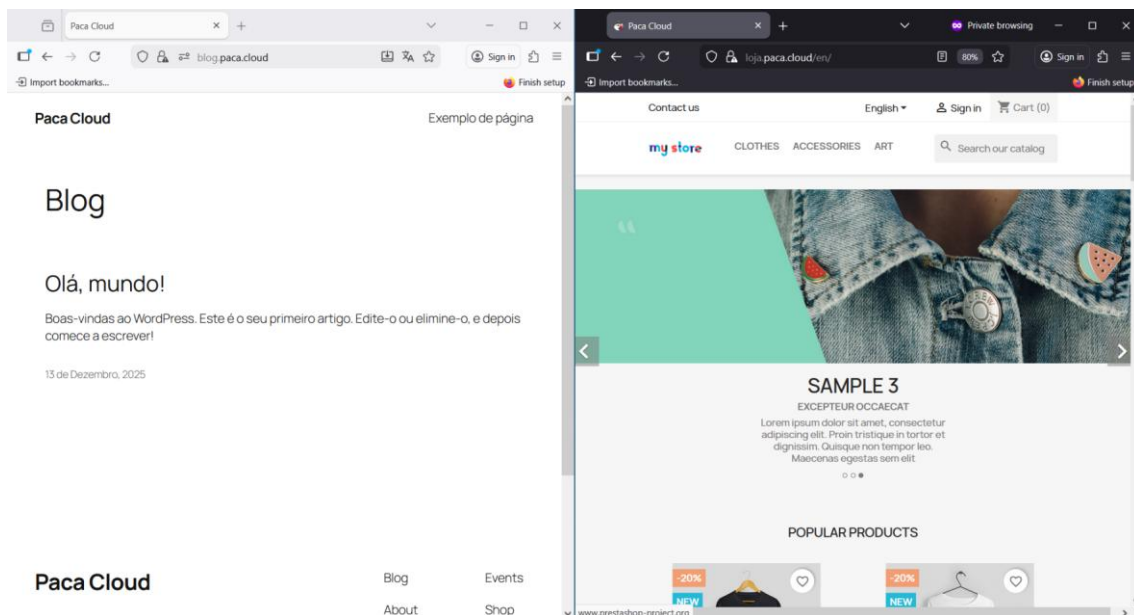 Paca Cloud
blog.paca.cloud
Sign in
Import bookmarks...
Finish setup
Paca Cloud
Exemplo de página
Blog
Olá, mundo!
Boas-vindas ao WordPress. Este é o seu primeiro artigo. Edite-o ou elimine-o, e depois
comece a escrever!
13 de Dezembro, 2025
Paca Cloud
Blog
Events
About
Shop
Paca Cloud
Private browsing
loja.paca.cloud/en/
80%
Sign in
Import bookmarks...
Finish setup
Contact us
English
Sign in
Cart (0)
my store
CLOTHES
ACCESSORIES
ART
Search our catalog
SAMPLE 3
EXCEPTEUR OCCAECAT
Lorem ipsum dolor sit amet, consectetur
adipiscing elit. Proin tristique in tortor et
dignissim. Quisque non tempor leo.
Maecenas egestas sem elit
POPULAR PRODUCTS
-20%
NEW
-20%
NEW
www.prestashop-project.org